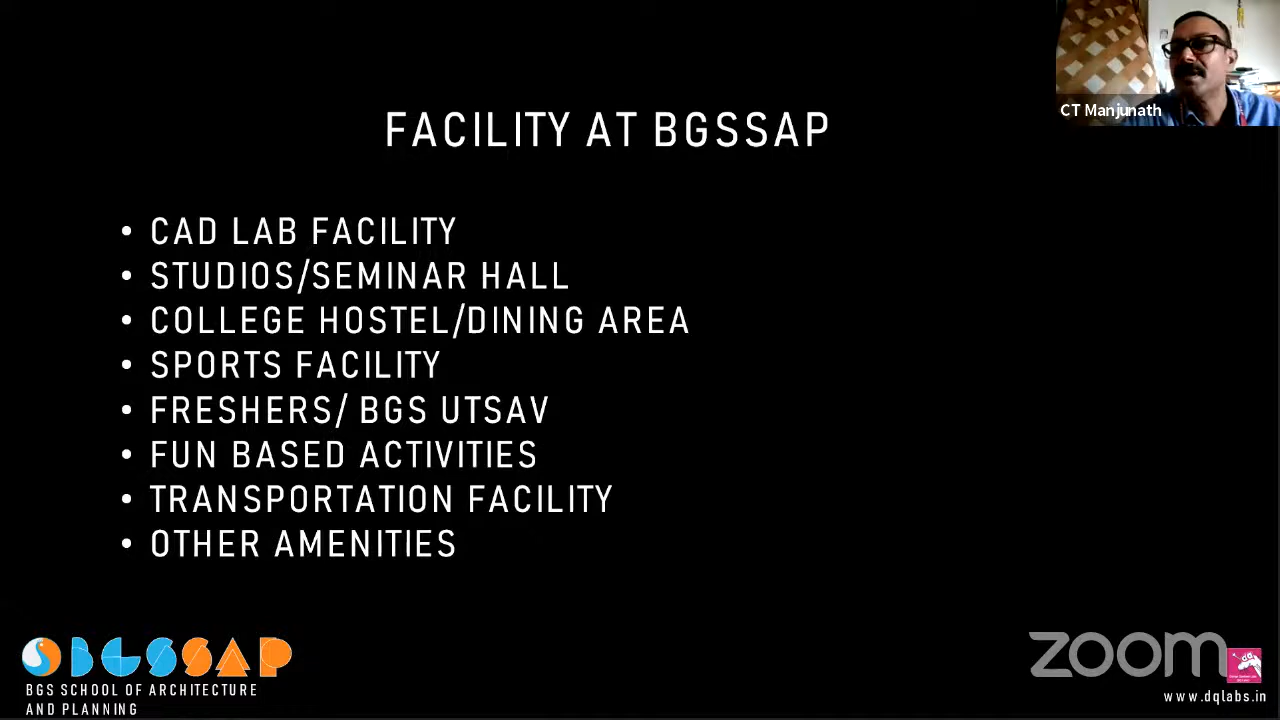 CT Manjunath
FACILITY AT BGSSAP
• CAD LAB FACILITY
• STUDIOS/SEMINAR HALL
• COLLEGE HOSTEL/DINING AREA
• SPORTS FACILITY
• FRESHERS/ BGS UTSAV
• FUN BASED ACTIVITIES
• TRANSPORTATION FACILITY
• OTHER AMENITIES
BGSSAP
BGS SCHOOL OF ARCHITECTURE
AND PLANNING
zoom
www.dqlabs.in